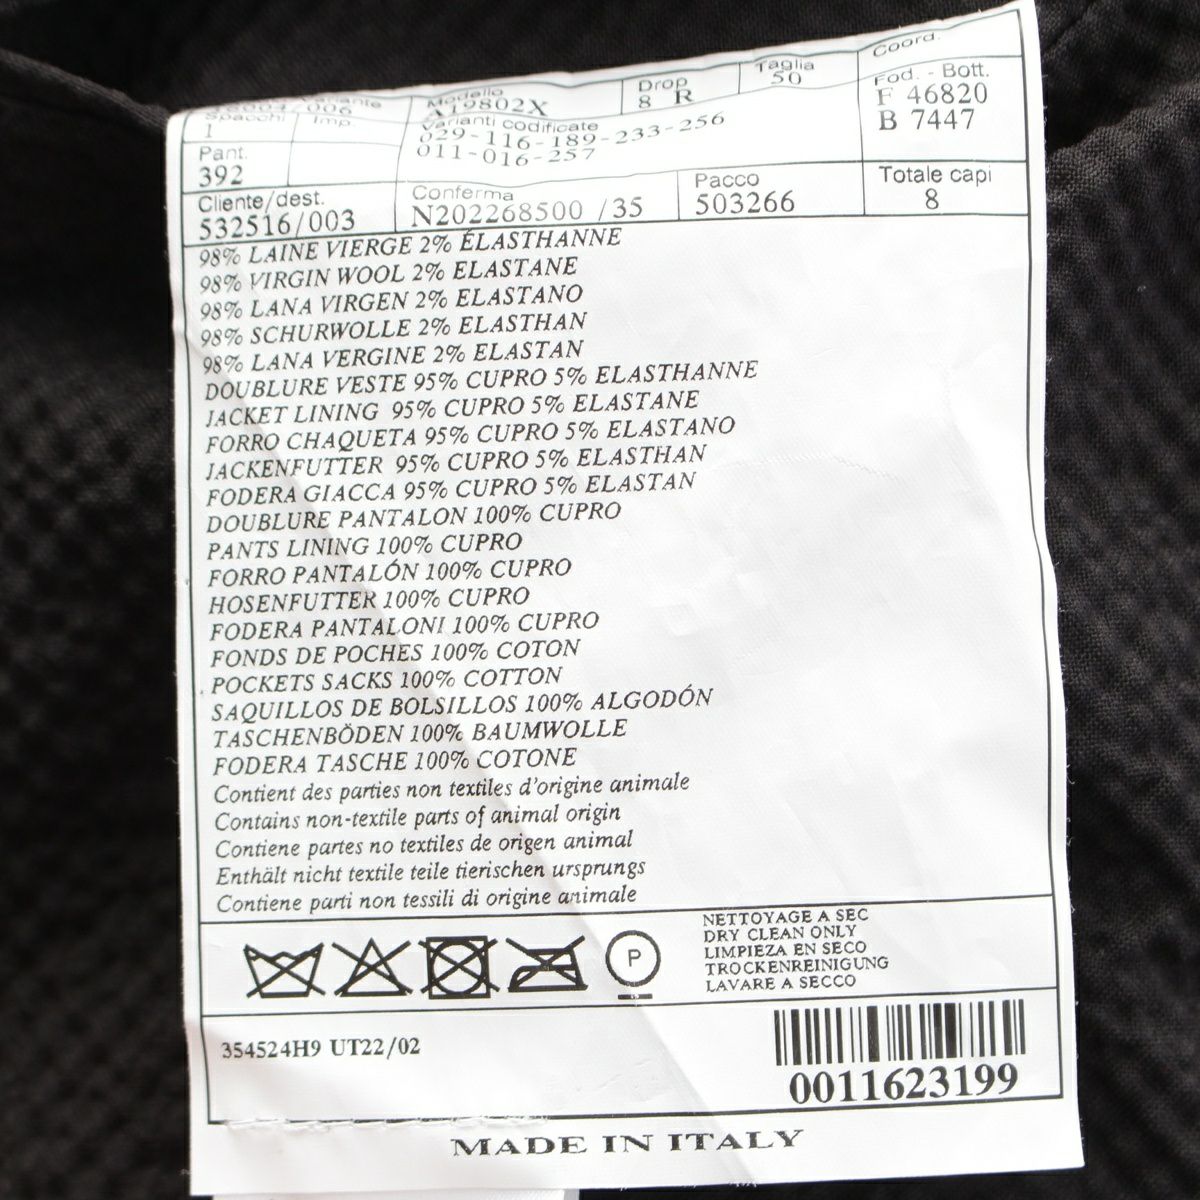 Modello
Drop
Taglia
Coord.
A19802X
8 R
50
Fod. - Bott.
Spacchi
Imp.
Varianti codificate
F 46820
1
029-116-189-233-256
B 7447
011-016-257
Pant.
392
Cliente/dest.
Conferma
Pacco
Totale capi
532516/003
N202268500 /35
503266
8
98% LAINE VIERGE 2% ÉLASTHANNE
98% VIRGIN WOOL 2% ELASTANE
98% LANA VIRGEN 2% ELASTANO
98% SCHURWOLLE 2% ELASTHAN
98% LANA VERGINE 2% ELASTAN
DOUBLURE VESTE 95% CUPRO 5% ELASTHANNE
JACKET LINING 95% CUPRO 5% ELASTANE
FORRO CHAQUETA 95% CUPRO 5% ELASTANO
JACKENFUTTER 95% CUPRO 5% ELASTHAN
FODERA GIACCA 95% CUPRO 5% ELASTAN
DOUBLURE PANTALON 100% CUPRO
PANTS LINING 100% CUPRO
FORRO PANTALÓN 100% CUPRO
HOSENFUTTER 100% CUPRO
FODERA PANTALONI 100% CUPRO
FONDS DE POCHES 100% COTON
POCKETS SACKS 100% COTTON
SAQUILLOS DE BOLSILLOS 100% ALGODÓN
TASCHENBÖDEN 100% BAUMWOLLE
FODERA TASCHE 100% COTONE
Contient des parties non textiles d'origine animale
Contains non-textile parts of animal origin
Contiene partes no textiles de origen animal
Enthält nicht textile teile tierischen ursprungs
Contiene parti non tessili di origine animale
P
NETTOYAGE A SEC
DRY CLEAN ONLY
LIMPIEZA EN SECO
TROCKENREINIGUNG
LAVARE A SECCO
354524H9 UT22/02
0011623199
MADE IN ITALY